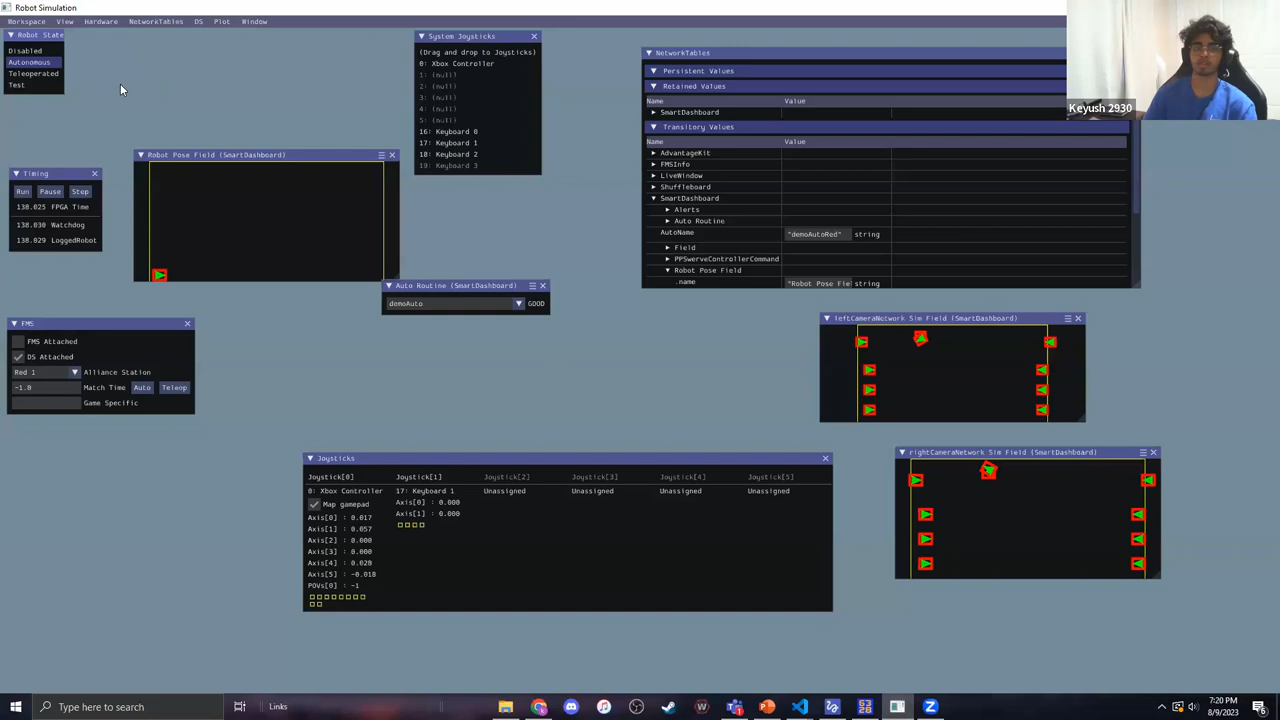 Robot Simulation
Workspace View Hardware NetworkTables DS Plot Window
Robot State
Disabled
Autonomous
Teleoperated
Test
System Joysticks
(Drag and drop to Joysticks)
0: Xbox Controller
1: (null)
2: (null)
3: (null)
4: (null)
5: (null)
16: Keyboard 0
17: Keyboard 1
18: Keyboard 2
19: Keyboard 3
NetworkTables
Persistent Values
Retained Values
Name Value
SmartDashboard
Transitory Values
Name Value
AdvantageKit
FMSInfo
LiveWindow
Shuffleboard
SmartDashboard
Alerts
Auto Routine
AutoName "demoAutoRed" string
Field
PPSwerveControllerCommand
Robot Pose Field
.name "Robot Pose Fiel string
Keyush 2930
Timing
Run Pause Step
138.025 FPGA Time
138.030 Watchdog
138.029 LoggedRobot
Robot Pose Field (SmartDashboard)
Auto Routine (SmartDashboard)
demoAuto GOOD
FMS
FMS Attached
DS Attached
Red 1 Alliance Station
-1.0 Match Time Auto Teleop
Game Specific
leftCameraNetwork Sim Field (SmartDashboard)
rightCameraNetwork Sim Field (SmartDashboard)
Joysticks
Joystick[0] Joystick[1] Joystick[2] Joystick[3] Joystick[4] Joystick[5]
0: Xbox Controller 17: Keyboard 1 Unassigned Unassigned Unassigned Unassigned
Map gamepad Axis[0] : 0.000
Axis[0] : 0.017 Axis[1] : 0.000
Axis[1] : 0.057
Axis[2] : 0.000
Axis[3] : 0.000
Axis[4] : 0.028
Axis[5] : -0.018
POVs[0] : -1
Type here to search
Links
7:20 PM
8/9/2023